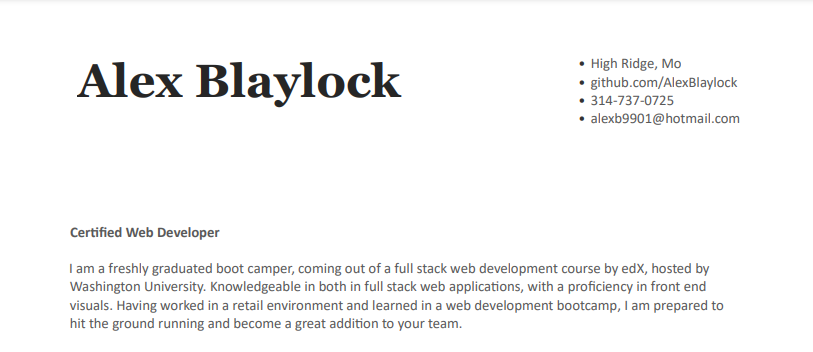 Alex Blaylock
• High Ridge, Mo
• github.com/AlexBlaylock
• 314-737-0725
• alexb9901@hotmail.com
Certified Web Developer
I am a freshly graduated boot camper, coming out of a full stack web development course by edX, hosted by
Washington University. Knowledgeable in both in full stack web applications, with a proficiency in front end
visuals. Having worked in a retail environment and learned in a web development bootcamp, I am prepared to
hit the ground running and become a great addition to your team.